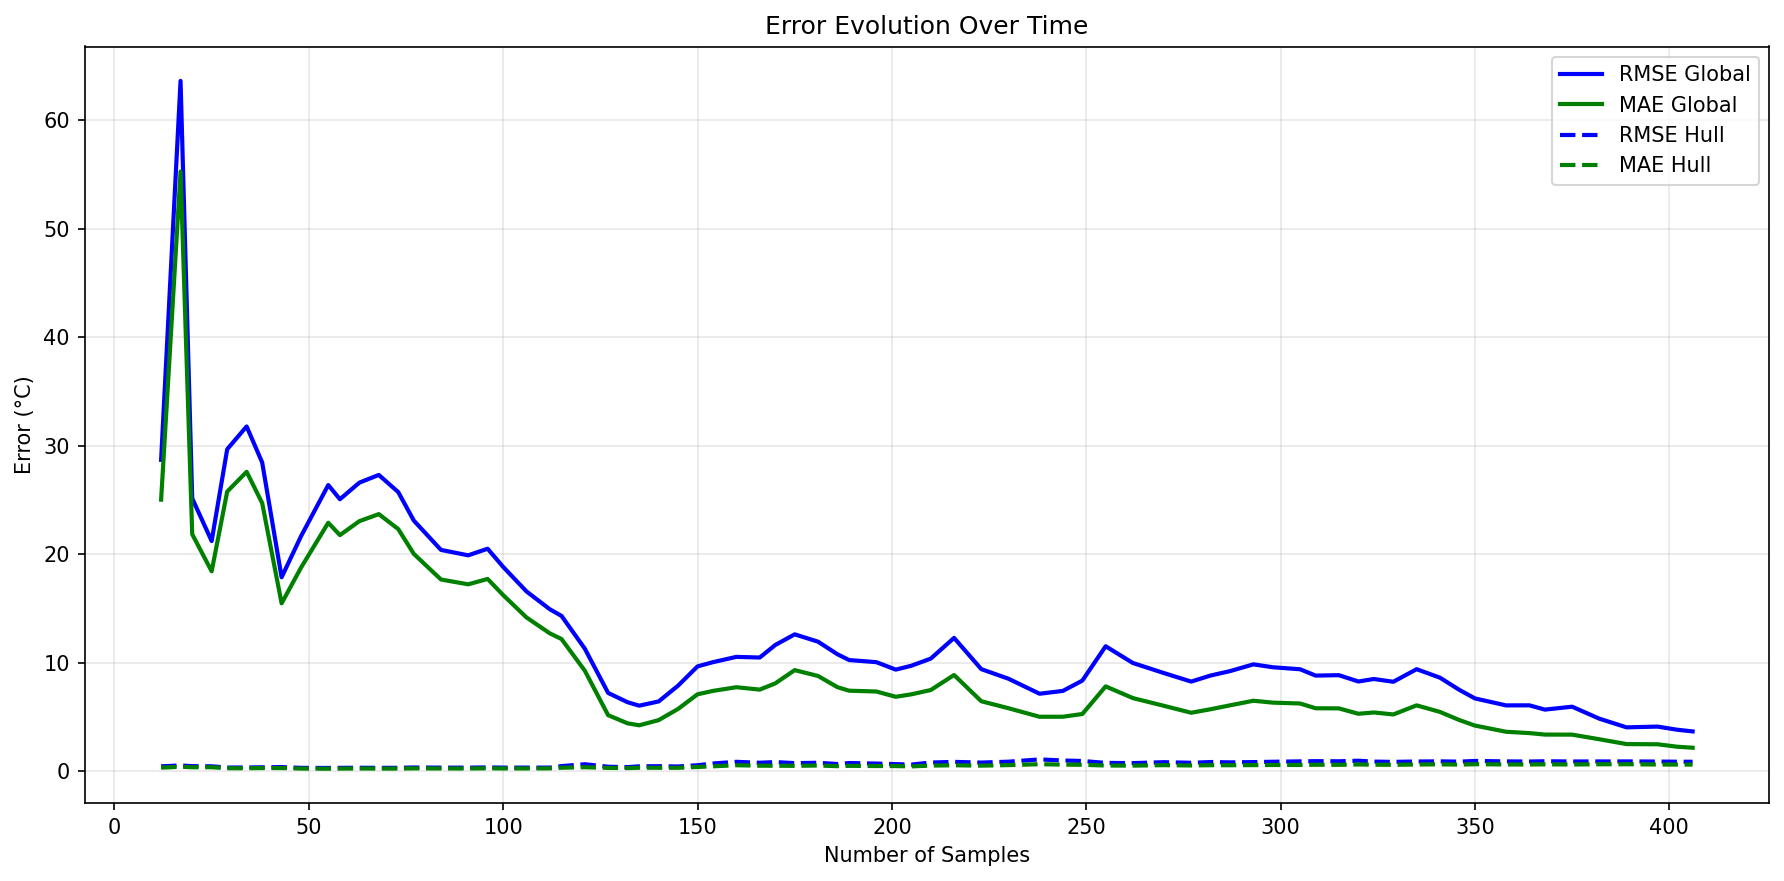 Error Evolution Over Time
RMSE Global
MAE Global
RMSE Hull
MAE Hull
Error (°C)
60
50
40
30
20
10
0
0 50 100 150 200 250 300 350 400
Number of Samples